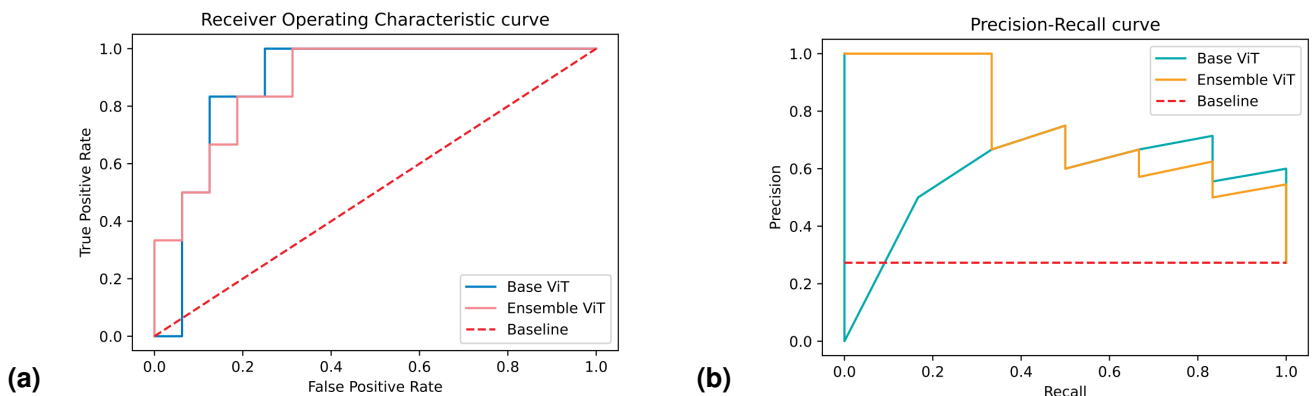 Receiver Operating Characteristic curve
True Positive Rate
1.0
0.8
0.6
0.4
0.2
0.0
Base ViT
Ensemble ViT
Baseline
0.0 0.2 0.4 0.6 0.8 1.0
False Positive Rate
(a)
Precision-Recall curve
Precision
1.0
0.8
0.6
0.4
0.2
0.0
Base ViT
Ensemble ViT
Baseline
0.0 0.2 0.4 0.6 0.8 1.0
Recall
(b)